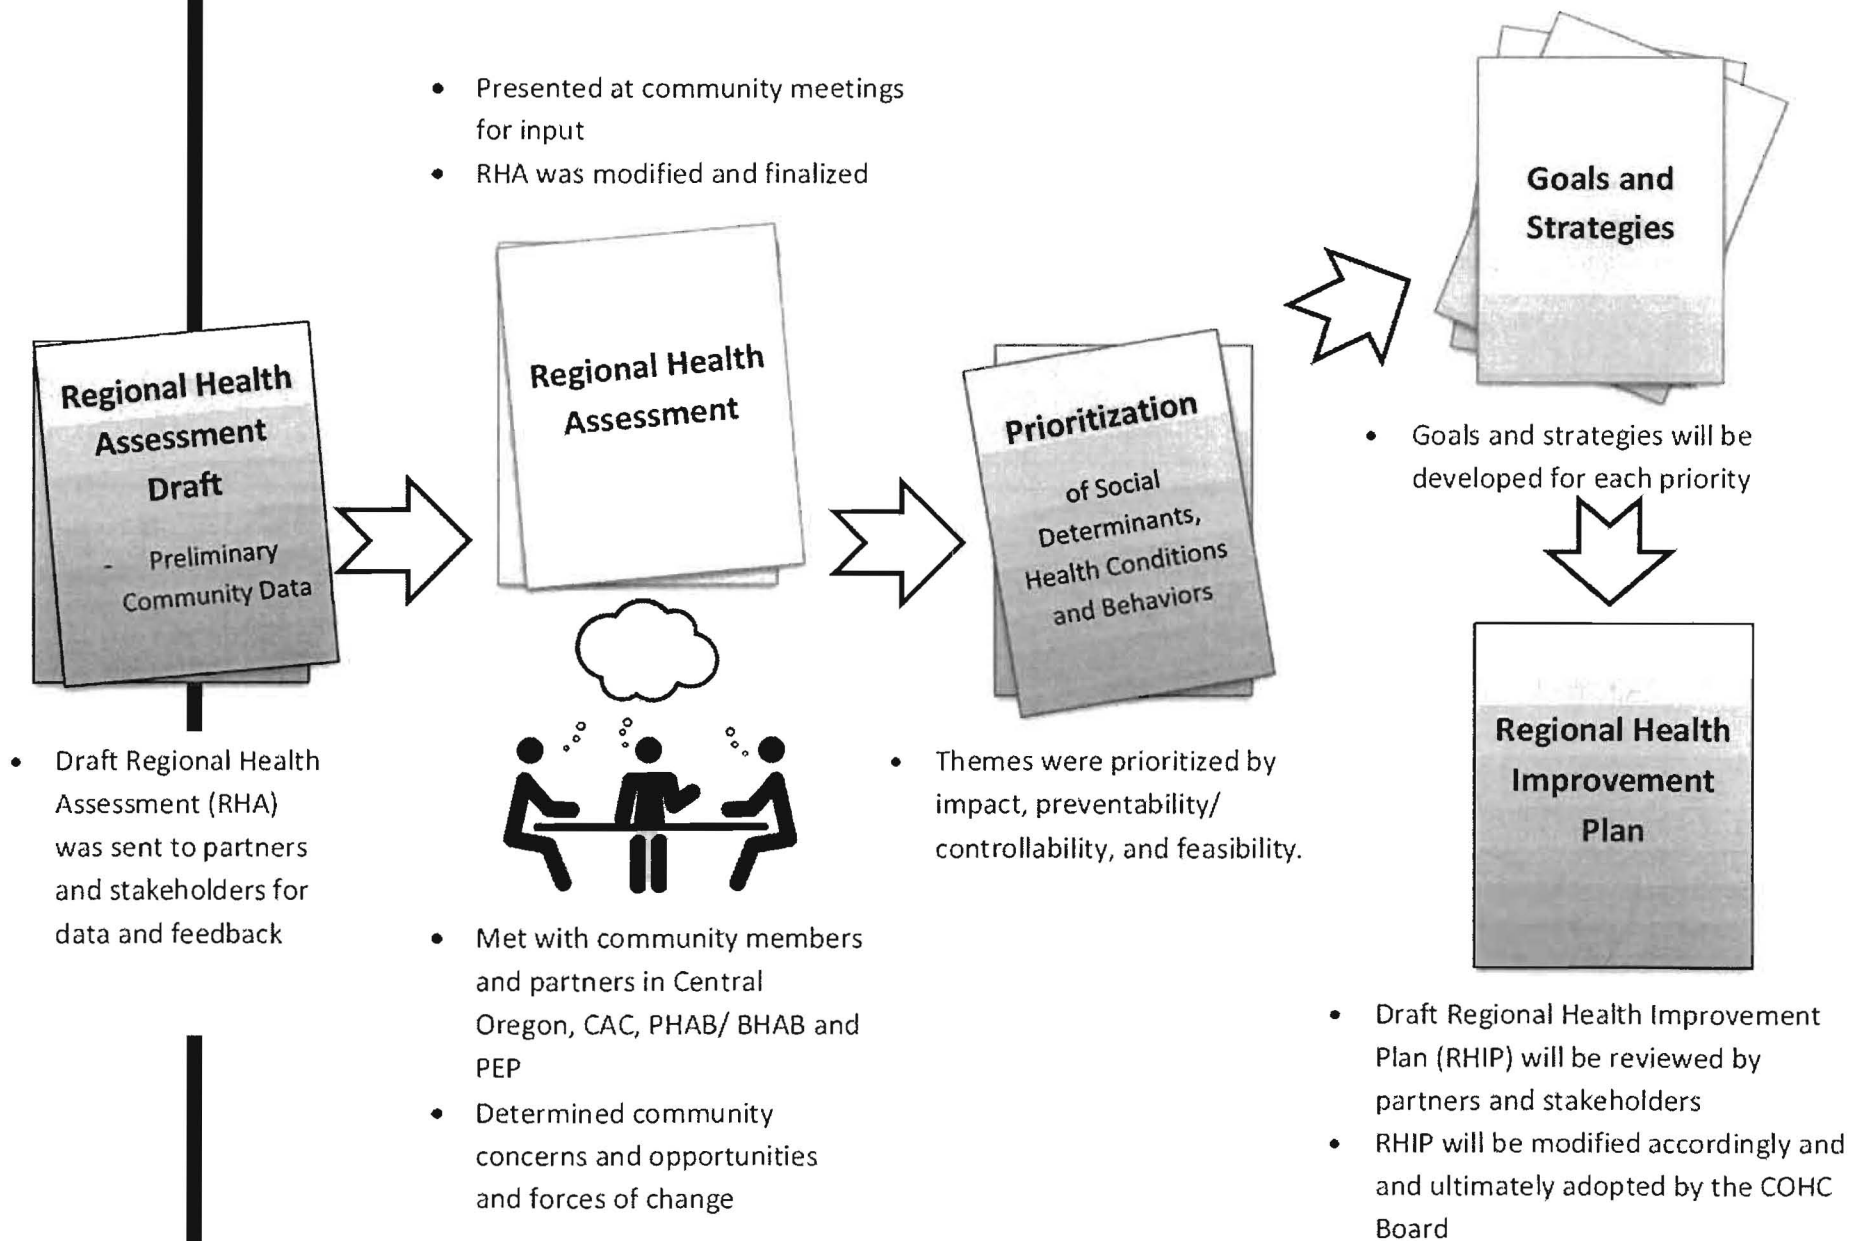 Regional Health
Assessment
Draft
- Preliminary
Community Data
• Draft Regional Health
Assessment (RHA)
was sent to partners
and stakeholders for
data and feedback
• Presented at community meetings
for input
• RHA was modified and finalized
Regional Health
Assessment
• Met with community members
and partners in Central
Oregon, CAC, PHAB/ BHAB and
PEP
• Determined community
concerns and opportunities
and forces of change
Prioritization
of Social
Determinants,
Health Conditions
and Behaviors
• Themes were prioritized by
impact, preventability/
controllability, and feasibility.
Goals and
Strategies
• Goals and strategies will be
developed for each priority
Regional Health
Improvement
Plan
• Draft Regional Health Improvement
Plan (RHIP) will be reviewed by
partners and stakeholders
• RHIP will be modified accordingly and
and ultimately adopted by the COHC
Board